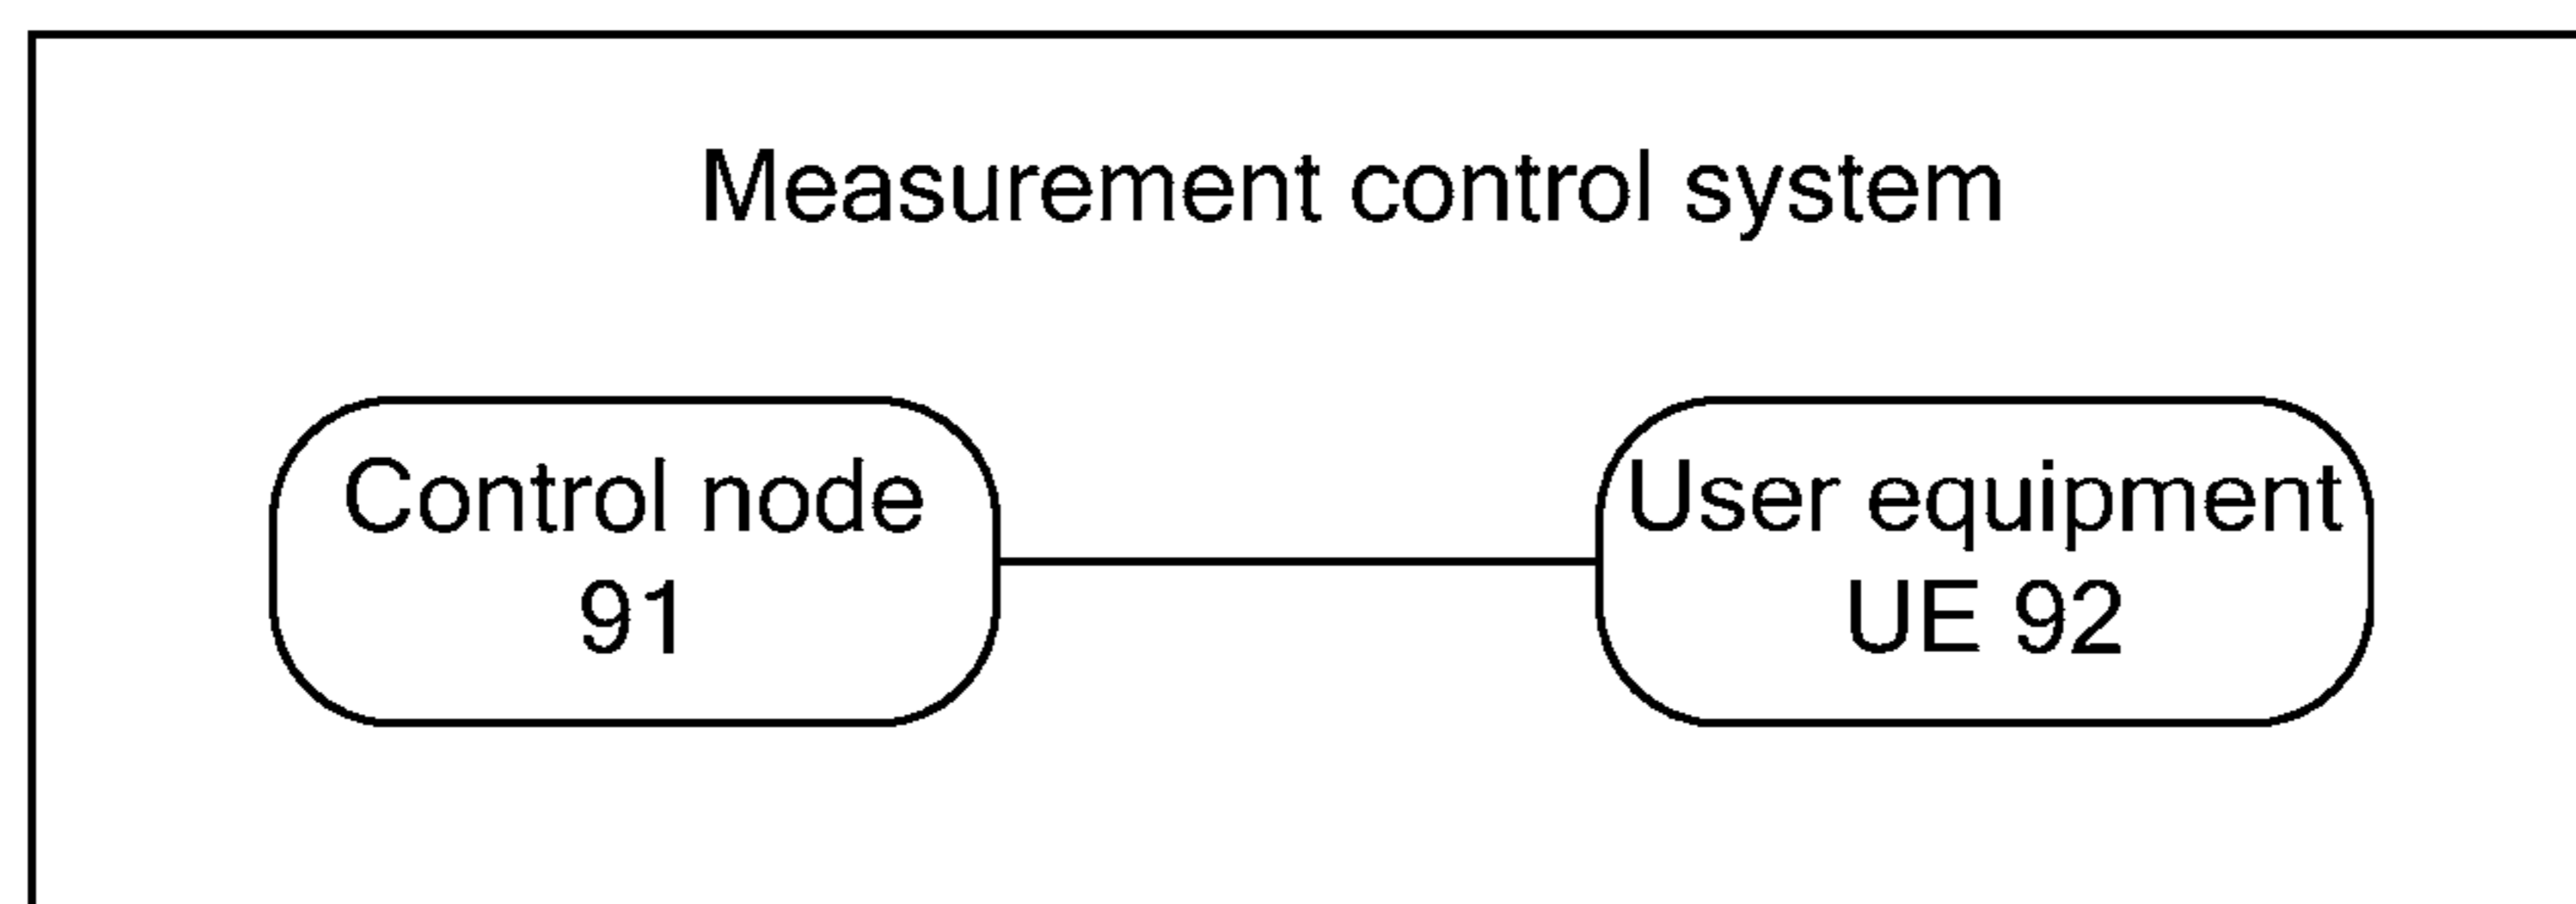 Measurement control system
Control node
91
User equipment
UE 92